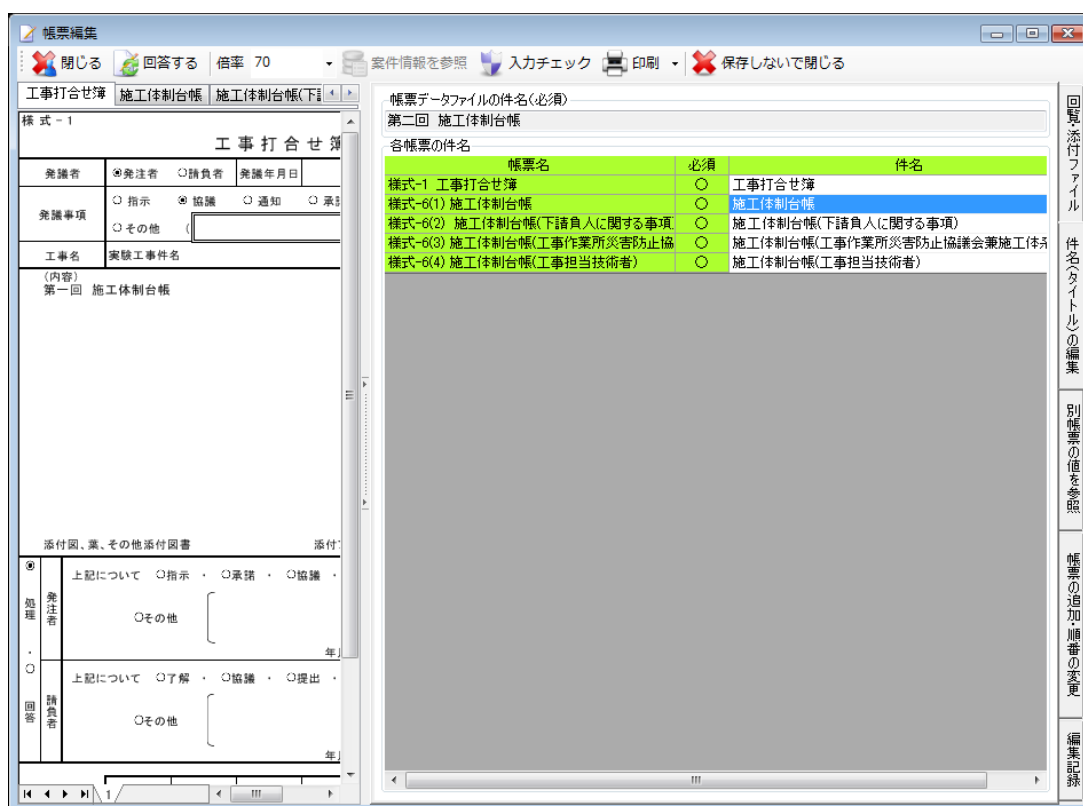 帳票編集
閉じる 回答する 倍率 70 案件情報を参照 入力チェック 印刷 保存しないで閉じる
工事打合せ簿 施工体制台帳 施工体制台帳(下請
様式-1
工事打合せ簿
発議者 発注者 請負者 発議年月日
発議事項 指示 協議 通知 承諾
その他 (
工事名 実験工事件名
(内容)
第一回 施工体制台帳
添付図、葉、その他添付図書 添付
処理・回答
発注者
上記について 指示 ・ 承諾 ・ 協議 ・
その他
年月
請負者
上記について 了解 ・ 協議 ・ 提出 ・
その他
年月
1
帳票データファイルの件名(必須)
第二回 施工体制台帳
各帳票の件名
帳票名 必須 件名
様式-1 工事打合せ簿 ○ 工事打合せ簿
様式-6(1) 施工体制台帳 ○ 施工体制台帳
様式-6(2) 施工体制台帳(下請負人に関する事項 ○ 施工体制台帳(下請負人に関する事項)
様式-6(3) 施工体制台帳(工事作業所災害防止協 ○ 施工体制台帳(工事作業所災害防止協議会兼施工体系
様式-6(4) 施工体制台帳(工事担当技術者) ○ 施工体制台帳(工事担当技術者)
回覧・添付ファイル
件名(タイトル)の編集
別帳票の値を参照
帳票の追加・順番の変更
編集記録